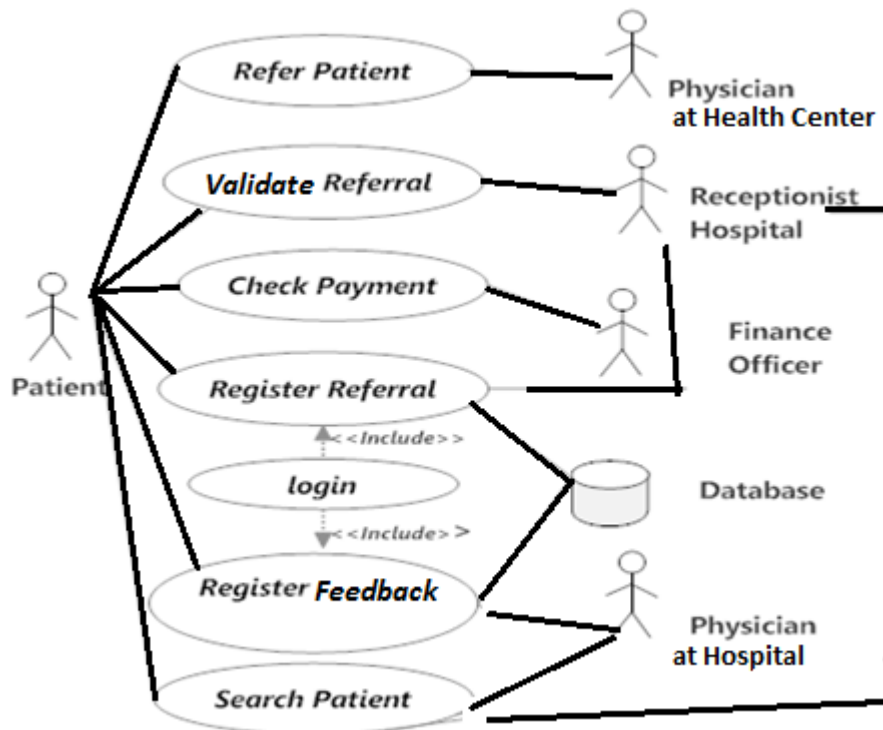 Refer Patient
Physician
at Health Center
Validate Referral
Receptionist
Hospital
Check Payment
Patient
Finance
Officer
Register Referral
<<Include>>
login
Database
<<Include>>
Register Feedback
Physician
at Hospital
Search Patient